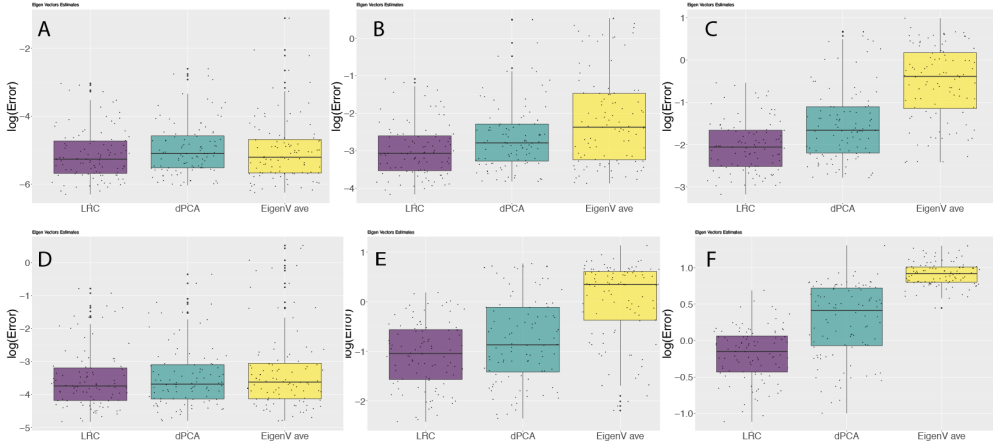 Eigen Vectors Estimates
A
log(Error)
−2
−4
−6
LRC dPCA EigenV ave
Eigen Vectors Estimates
B
log(Error)
0
−1
−2
−3
−4
LRC dPCA EigenV ave
Eigen Vectors Estimates
C
log(Error)
1
0
−1
−2
−3
LRC dPCA EigenV ave
Eigen Vectors Estimates
D
log(Error)
0
−1
−2
−3
−4
−5
LRC dPCA EigenV ave
Eigen Vectors Estimates
E
log(Error)
1
0
−1
−2
LRC dPCA EigenV ave
Eigen Vectors Estimates
F
log(Error)
1.0
0.5
0.0
−0.5
−1.0
LRC dPCA EigenV ave